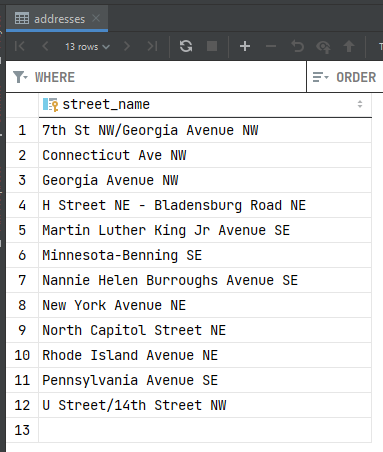 addresses
13 rows
WHERE
ORDER
street_name
1 7th St NW/Georgia Avenue NW
2 Connecticut Ave NW
3 Georgia Avenue NW
4 H Street NE - Bladensburg Road NE
5 Martin Luther King Jr Avenue SE
6 Minnesota-Benning SE
7 Nannie Helen Burroughs Avenue SE
8 New York Avenue NE
9 North Capitol Street NE
10 Rhode Island Avenue NE
11 Pennsylvania Avenue SE
12 U Street/14th Street NW
13